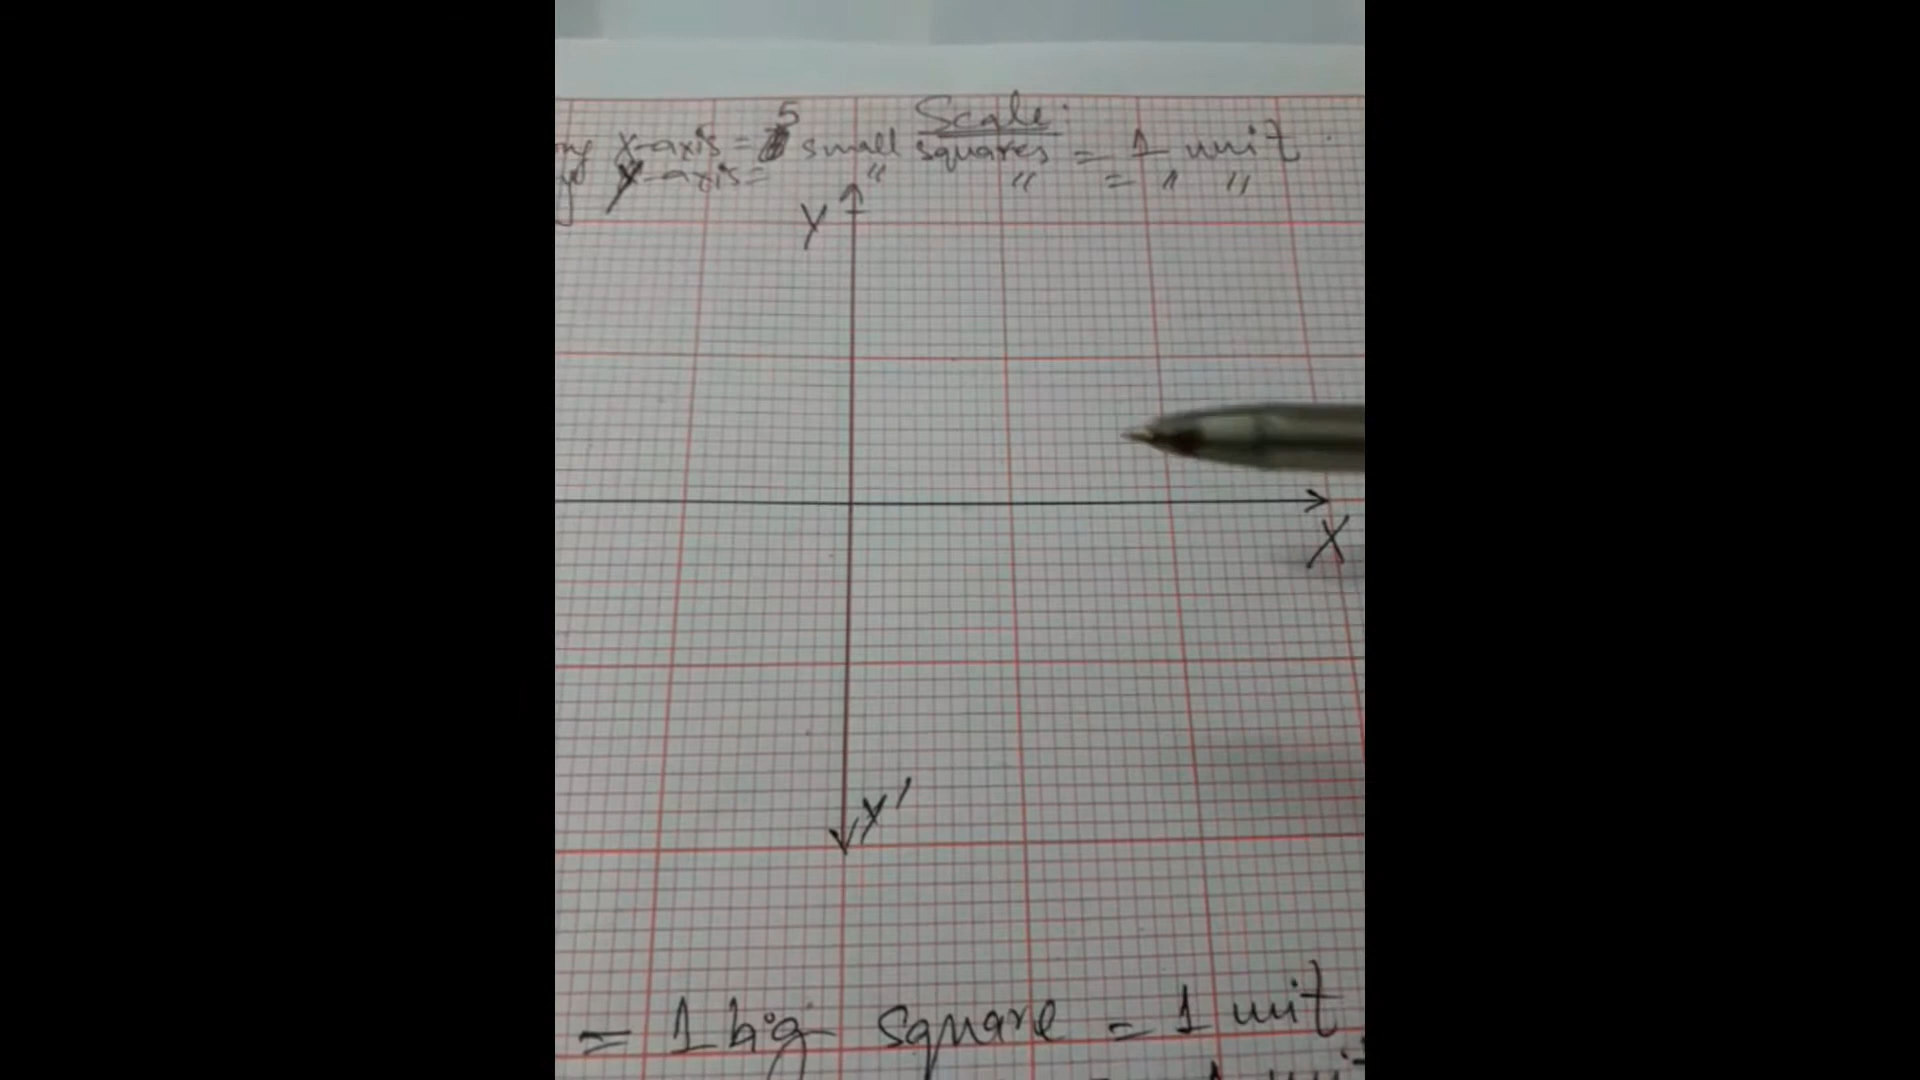 Scale
x-axis = 5 small squares = 1 unit
y-axis = " " = 1 "
Y
X
Y'
= 1 big square = 1 unit